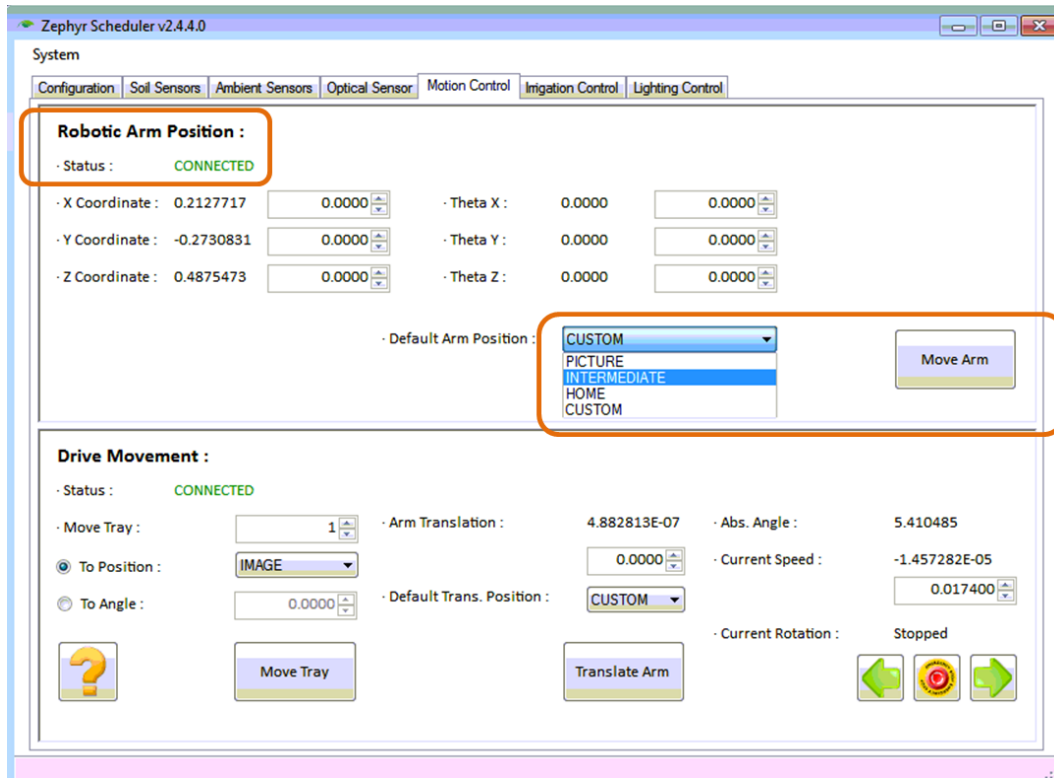 Zephyr Scheduler v2.4.4.0
System
Configuration Soil Sensors Ambient Sensors Optical Sensor Motion Control Irrigation Control Lighting Control
Robotic Arm Position :
· Status : CONNECTED
· X Coordinate : 0.2127717 0.0000 · Theta X : 0.0000 0.0000
· Y Coordinate : -0.2730831 0.0000 · Theta Y : 0.0000 0.0000
· Z Coordinate : 0.4875473 0.0000 · Theta Z : 0.0000 0.0000
· Default Arm Position : CUSTOM Move Arm
PICTURE
INTERMEDIATE
HOME
CUSTOM
Drive Movement :
· Status : CONNECTED
· Move Tray : 1 · Arm Translation : 4.882813E-07 · Abs. Angle : 5.410485
To Position : IMAGE 0.0000 · Current Speed : -1.457282E-05
To Angle : 0.0000 · Default Trans. Position : CUSTOM 0.017400
· Current Rotation : Stopped
Move Tray Translate Arm